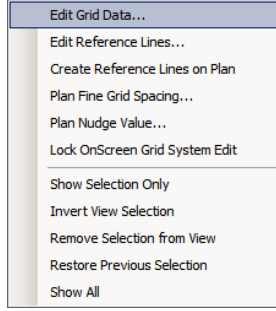 Edit Grid Data...
Edit Reference Lines...
Create Reference Lines on Plan
Plan Fine Grid Spacing...
Plan Nudge Value...
Lock OnScreen Grid System Edit
Show Selection Only
Invert View Selection
Remove Selection from View
Restore Previous Selection
Show All